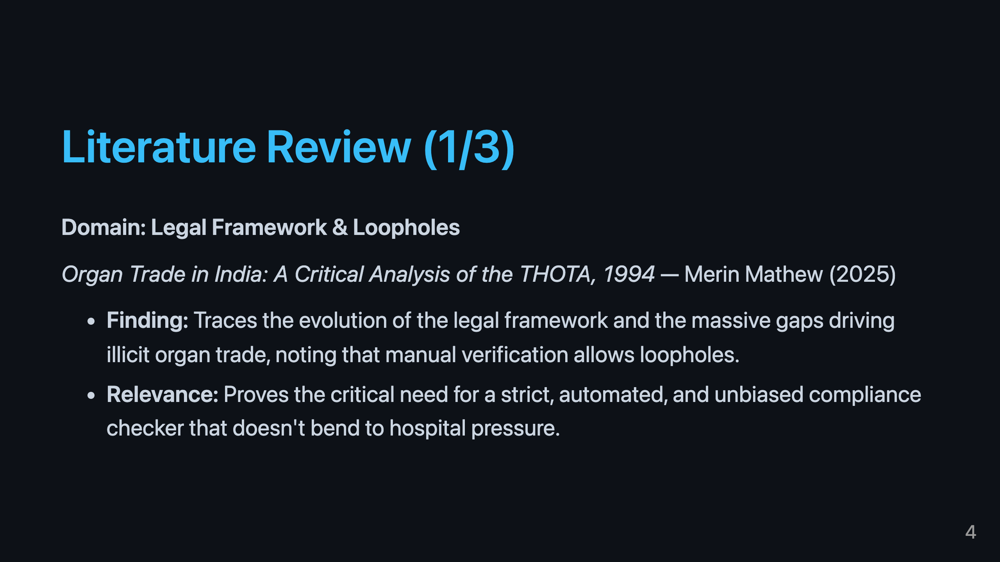 Literature Review (1/3)
Domain: Legal Framework & Loopholes
Organ Trade in India: A Critical Analysis of the THOTA, 1994 — Merin Mathew (2025)
• Finding: Traces the evolution of the legal framework and the massive gaps driving
illicit organ trade, noting that manual verification allows loopholes.
• Relevance: Proves the critical need for a strict, automated, and unbiased compliance
checker that doesn't bend to hospital pressure.
4